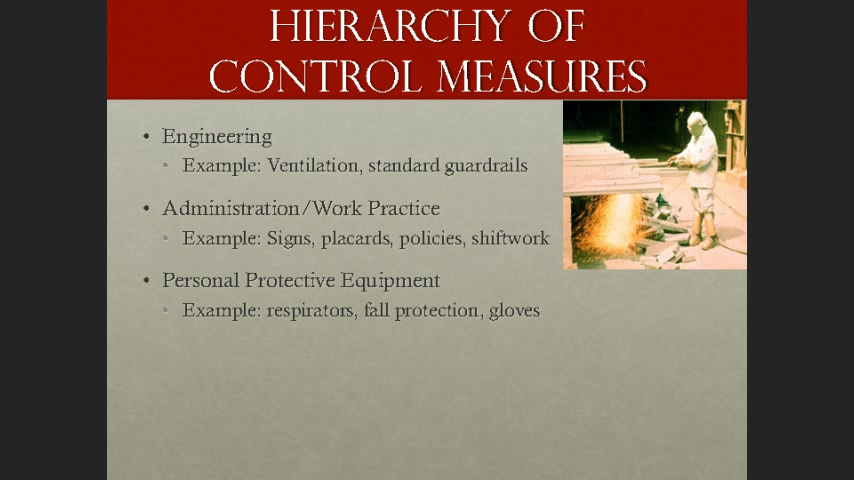 HIERARCHY OF
CONTROL MEASURES
• Engineering
• Example: Ventilation, standard guardrails
• Administration/Work Practice
• Example: Signs, placards, policies, shiftwork
• Personal Protective Equipment
• Example: respirators, fall protection, gloves